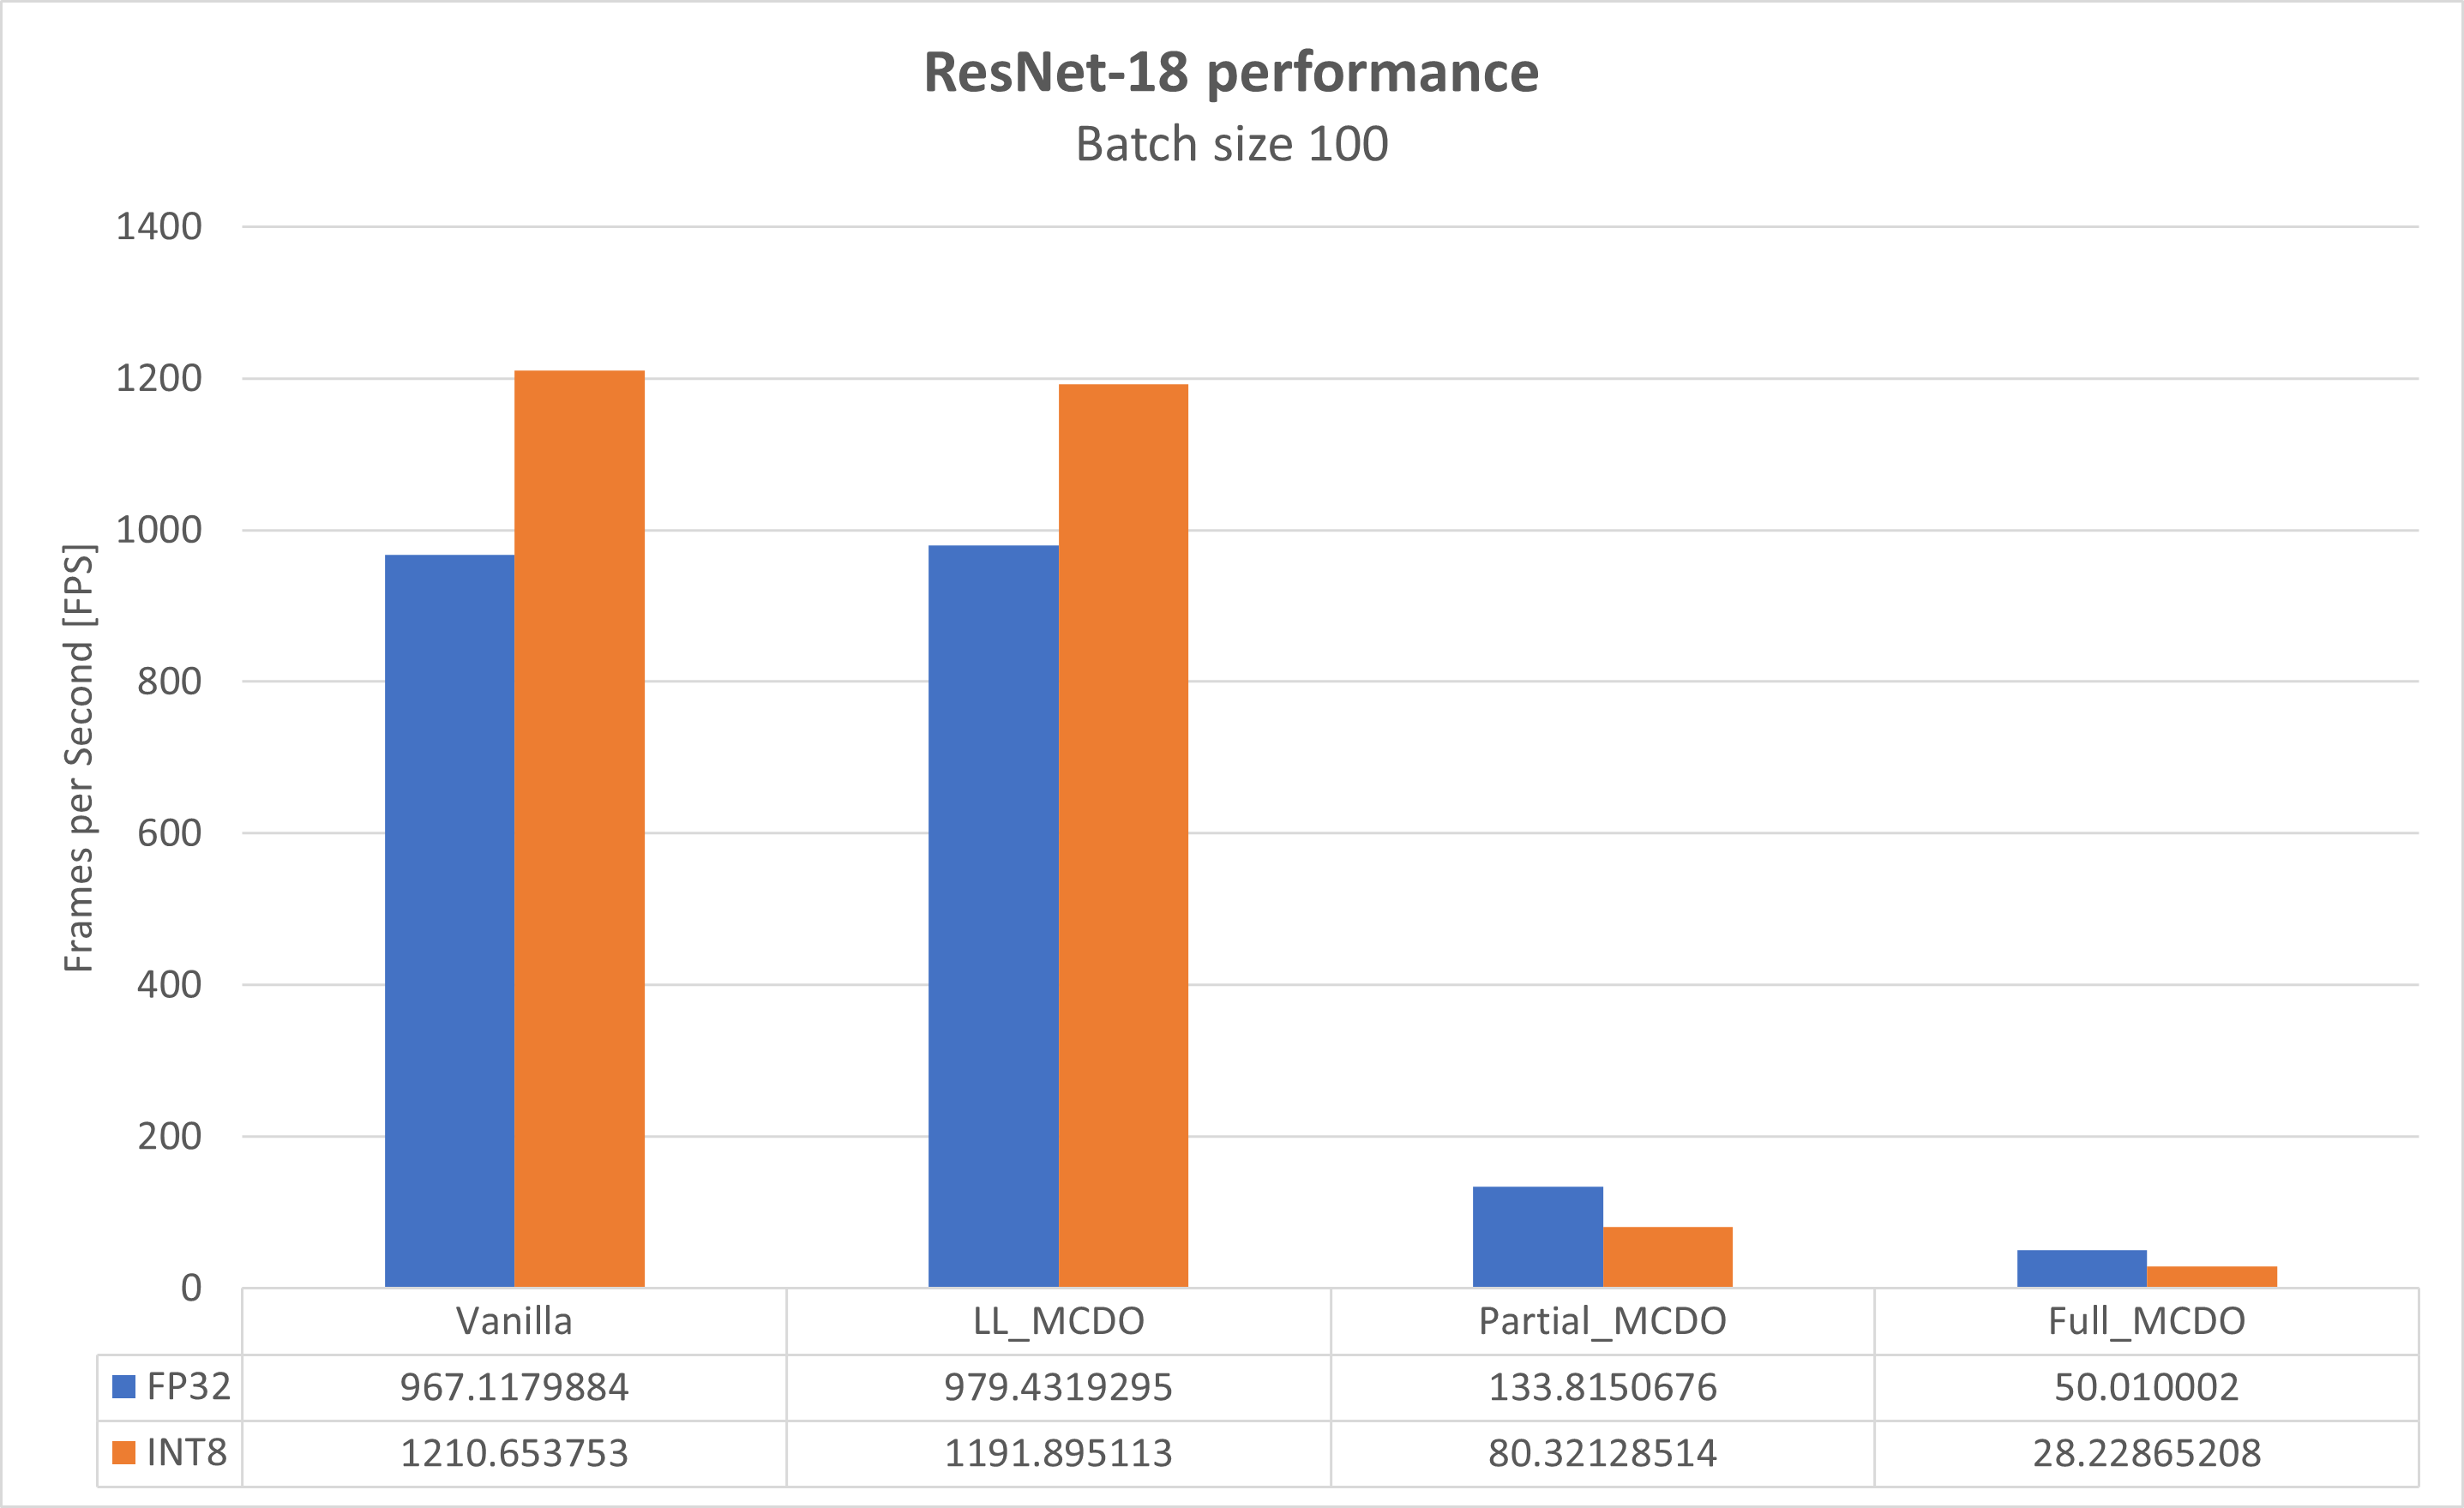 ResNet-18 performance
Batch size 100
1400
1200
1000
800
600
400
200
0
Frames per Second [FPS]
Vanilla LL_MCDO Partial_MCDO Full_MCDO
FP32 967.1179884 979.4319295 133.8150676 50.010002
INT8 1210.653753 1191.895113 80.32128514 28.22865208